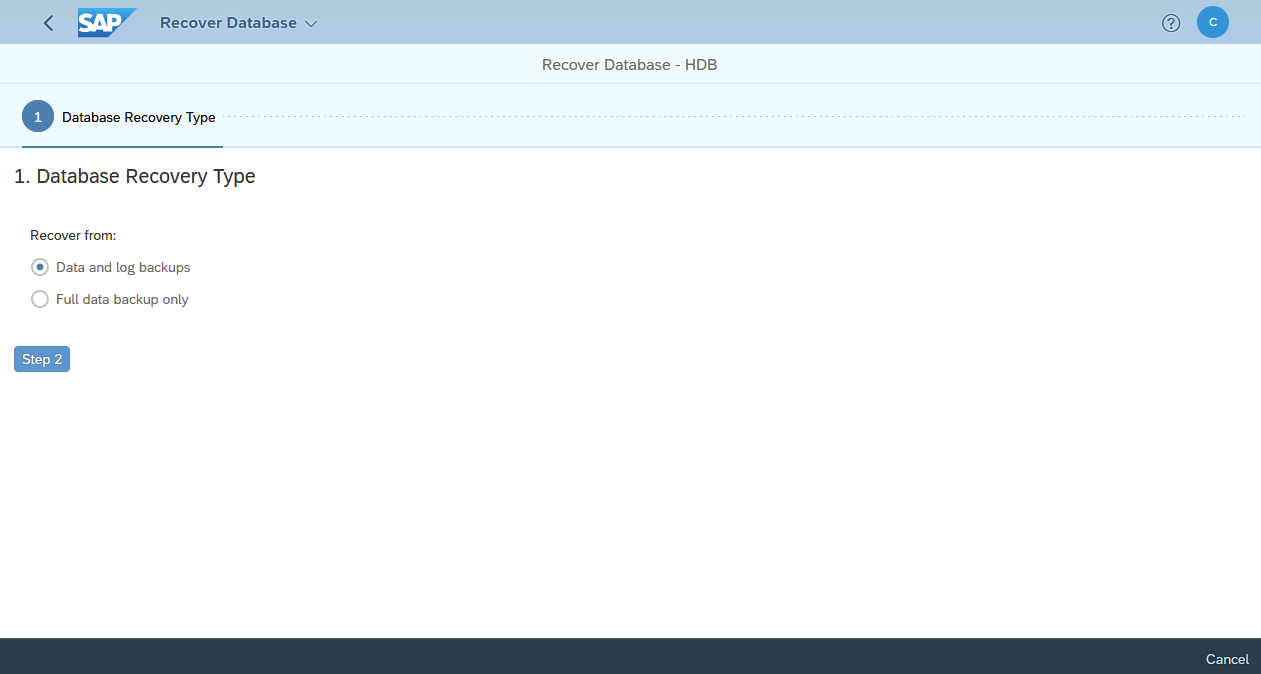 SAP Recover Database C
Recover Database - HDB
1 Database Recovery Type
1. Database Recovery Type
Recover from:
Data and log backups
Full data backup only
Step 2
Cancel